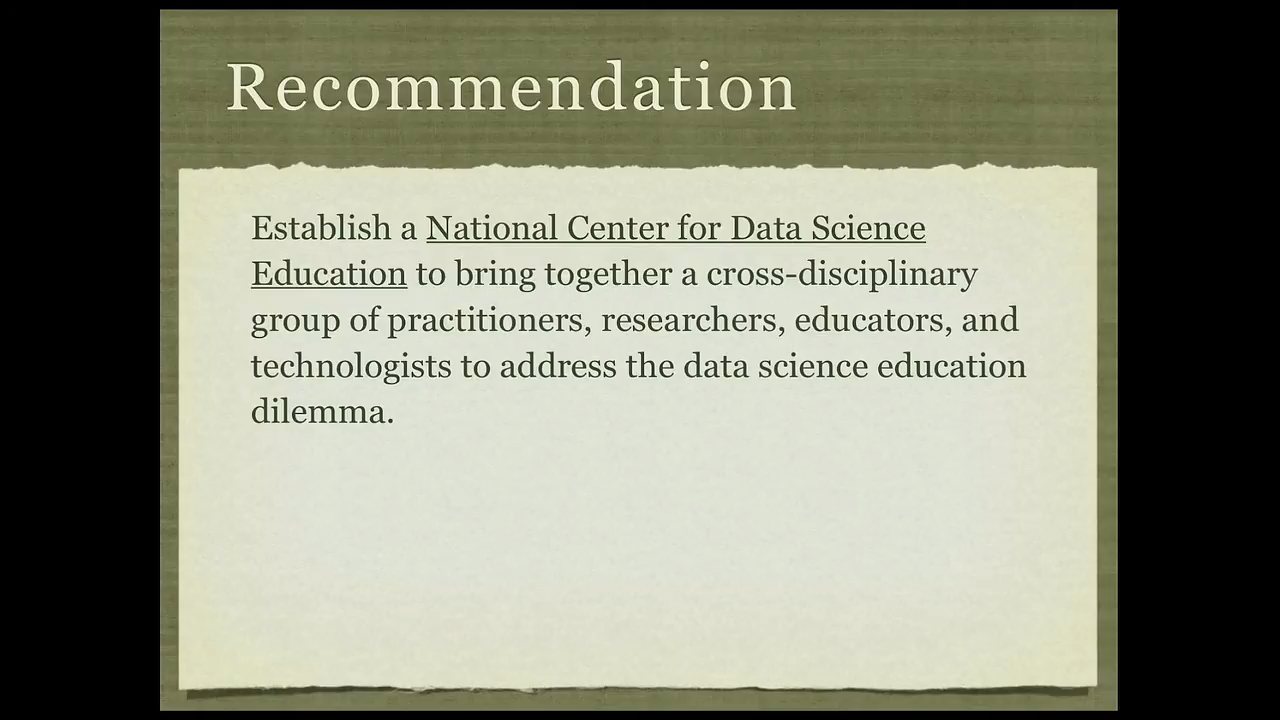 Recommendation
Establish a National Center for Data Science
Education to bring together a cross-disciplinary
group of practitioners, researchers, educators, and
technologists to address the data science education
dilemma.